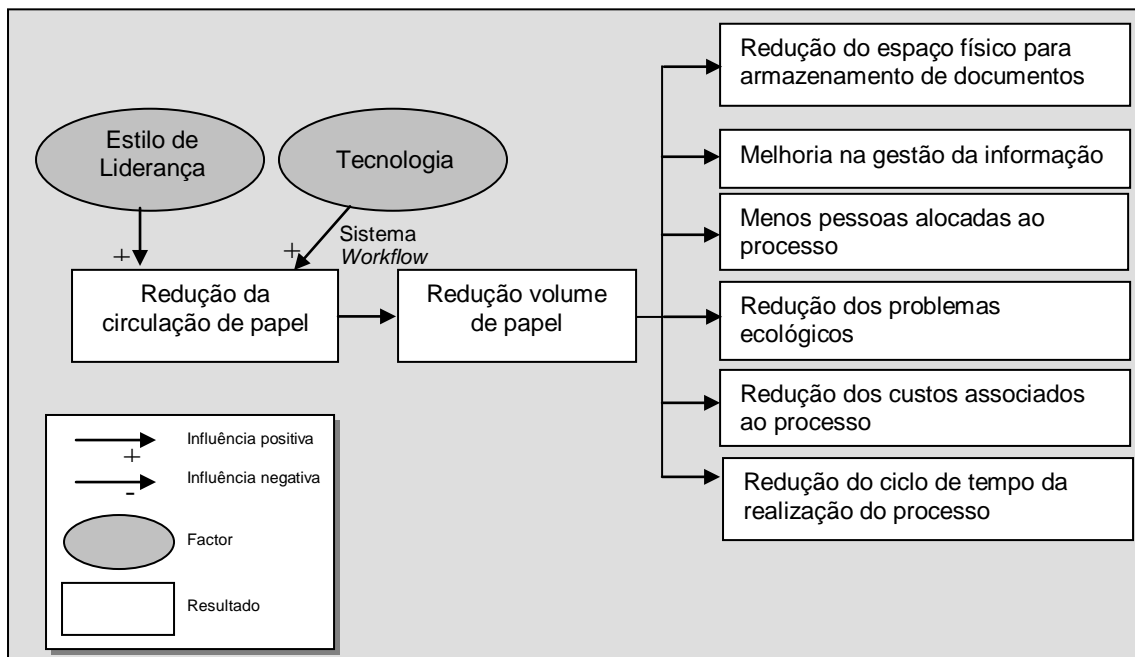 Estilo de
Liderança
Tecnologia
+
+
Sistema
Workflow
Redução da
circulação de papel
Redução volume
de papel
Redução do espaço físico para
armazenamento de documentos
Melhoria na gestão da informação
Menos pessoas alocadas ao
processo
Redução dos problemas
ecológicos
Redução dos custos associados
ao processo
Redução do ciclo de tempo da
realização do processo
Influência positiva
+
Influência negativa
-
Factor
Resultado